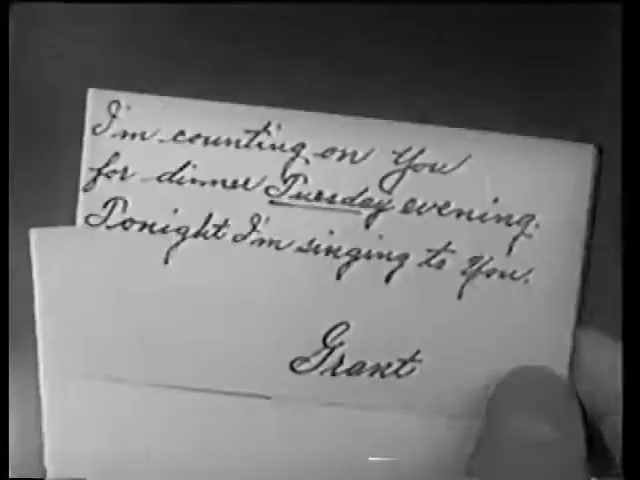 I'm counting on You
for dinner Tuesday evening.
Tonight I'm singing to You.
Grant